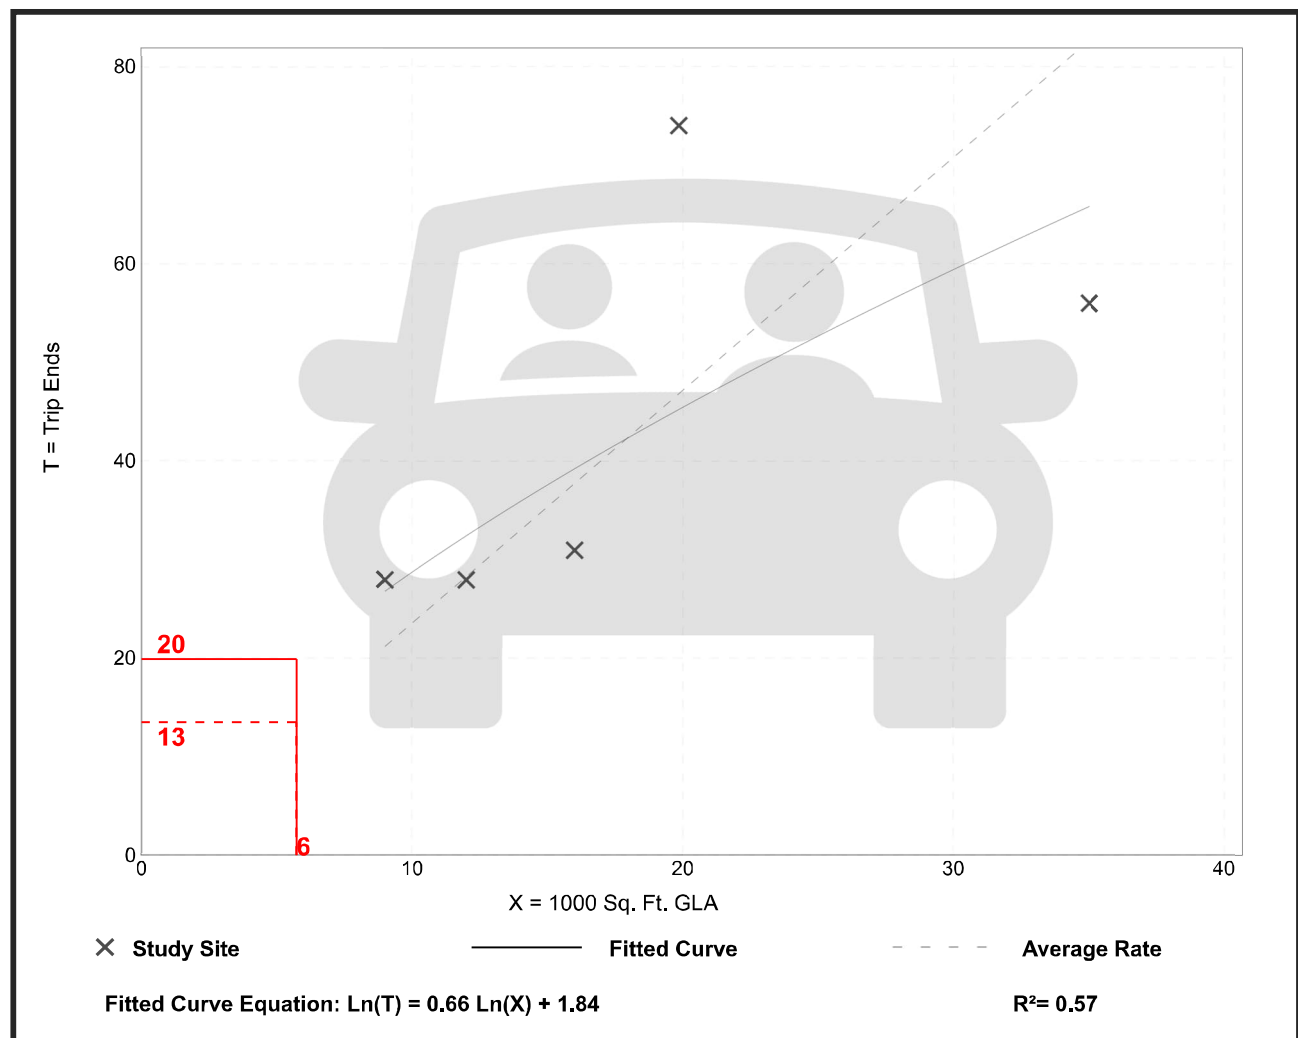 80
60
40
20
0
T = Trip Ends
20
13
6
0 10 20 30 40
X = 1000 Sq. Ft. GLA
Study Site Fitted Curve Average Rate
Fitted Curve Equation: Ln(T) = 0.66 Ln(X) + 1.84 R²= 0.57